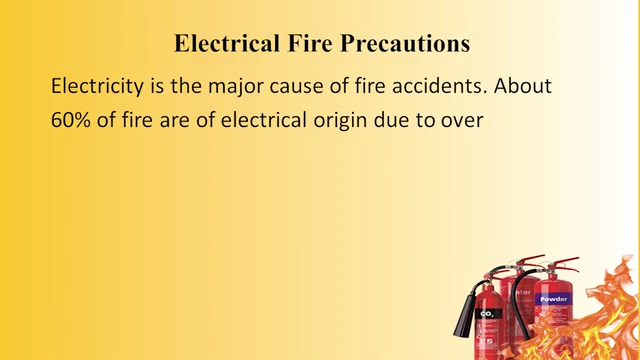 Electrical Fire Precautions
Electricity is the major cause of fire accidents. About
60% of fire are of electrical origin due to over
Powder
CO₂